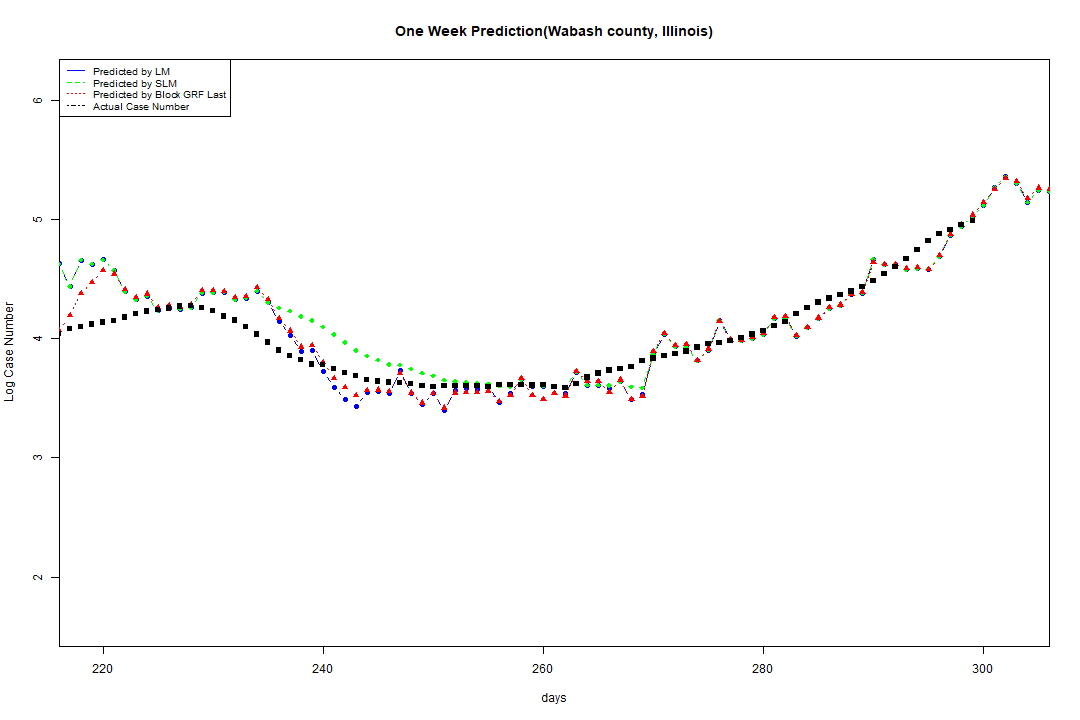 One Week Prediction(Wabash county, Illinois)
Predicted by LM
Predicted by SLM
Predicted by Block GRF Last
Actual Case Number
6
5
4
3
2
Log Case Number
220 240 260 280 300
days